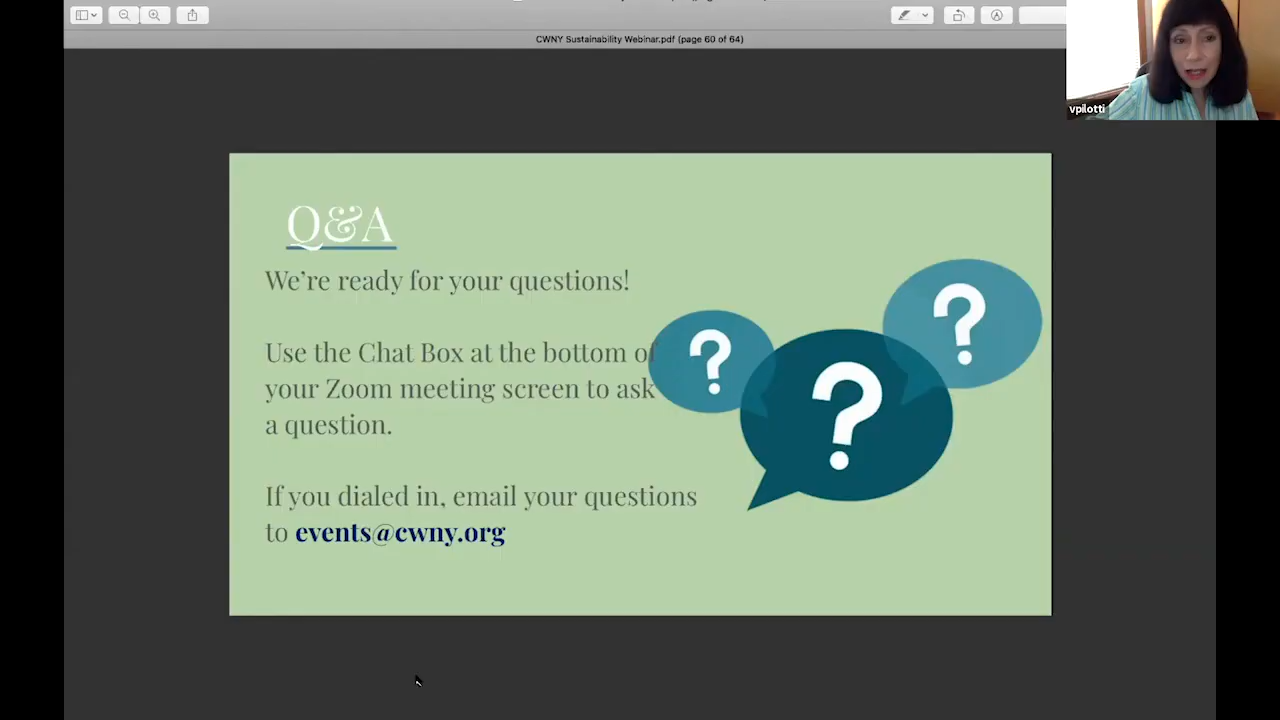 CWNY Sustainability Webinar.pdf (page 60 of 64)
vpilotti
Q&A
We're ready for your questions!
Use the Chat Box at the bottom of
your Zoom meeting screen to ask
a question.
If you dialed in, email your questions
to events@cwny.org
?
?
?